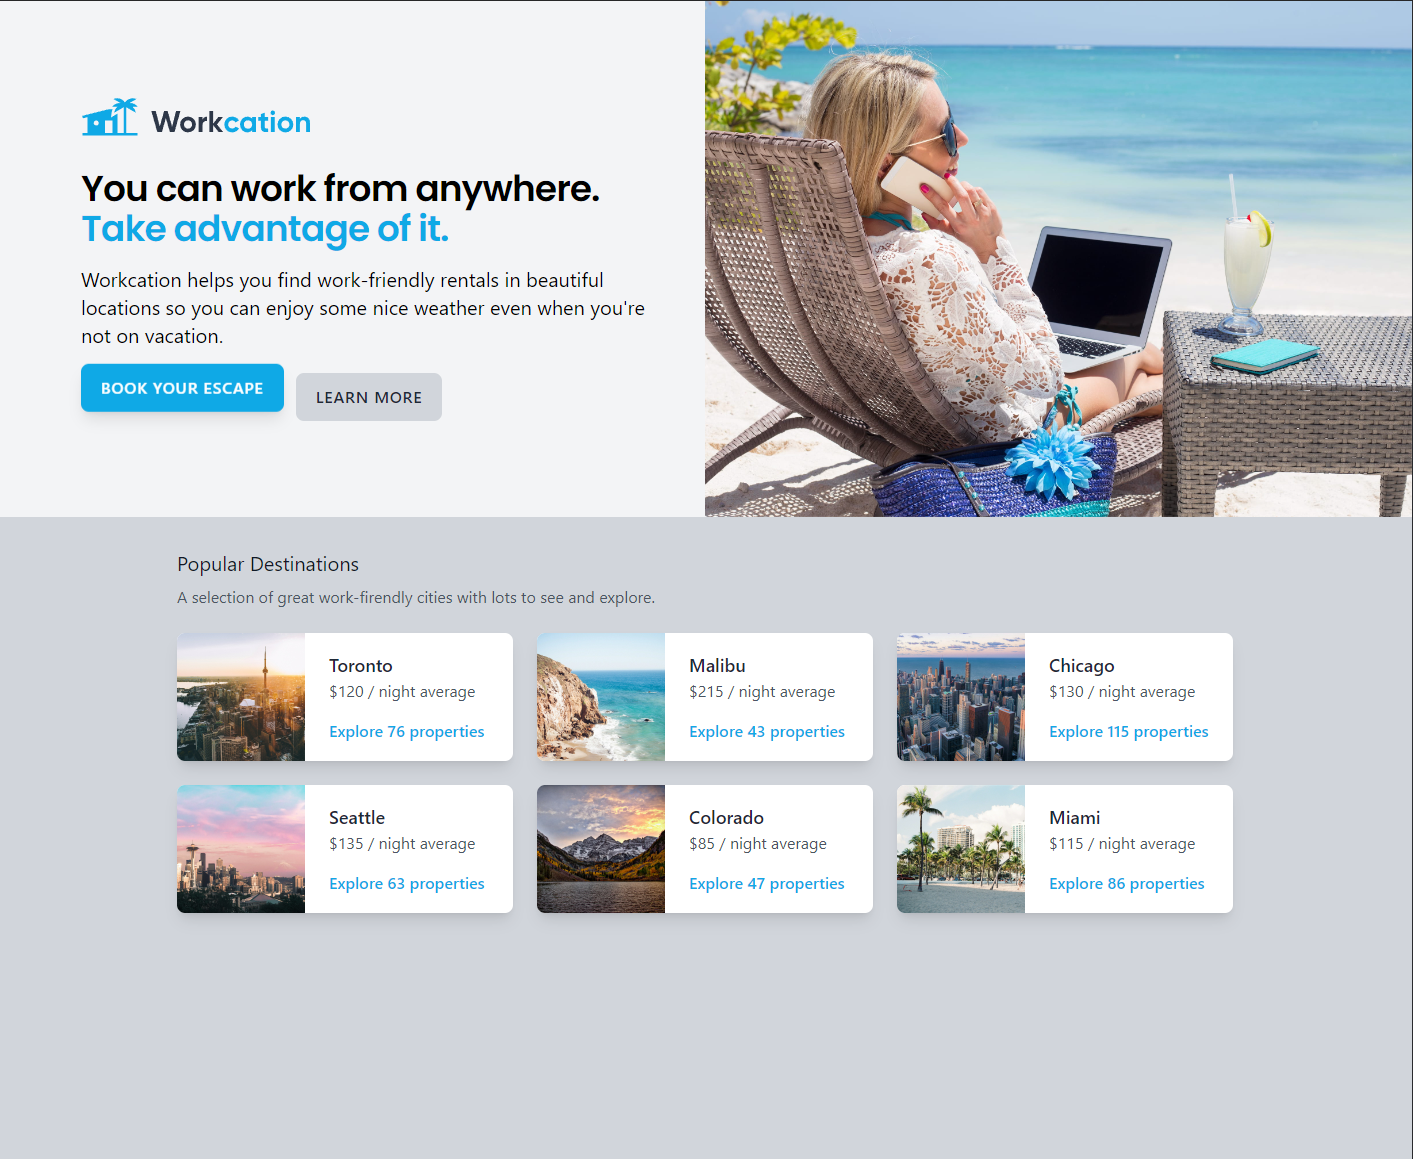 Workcation
You can work from anywhere.
Take advantage of it.
Workcation helps you find work-friendly rentals in beautiful
locations so you can enjoy some nice weather even when you're
not on vacation.
BOOK YOUR ESCAPE
LEARN MORE
Popular Destinations
A selection of great work-firendly cities with lots to see and explore.
Toronto
$120 / night average
Explore 76 properties
Malibu
$215 / night average
Explore 43 properties
Chicago
$130 / night average
Explore 115 properties
Seattle
$135 / night average
Explore 63 properties
Colorado
$85 / night average
Explore 47 properties
Miami
$115 / night average
Explore 86 properties